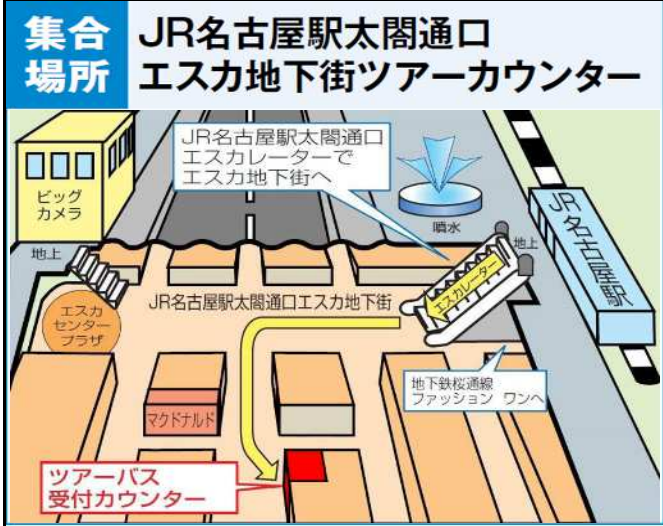 集合
場所
JR名古屋駅太閤通口
エスカ地下街ツアーカウンター
JR名古屋駅太閤通口
エスカレーターで
エスカ地下街へ
ビッグ
カメラ
噴水
JR名古屋駅
地上
地上
エスカレーター
エスカ
センター
プラザ
JR名古屋駅太閤通口エスカ地下街
地下鉄桜通線
ファッション ワンへ
マクドナルド
ツアーバス
受付カウンター